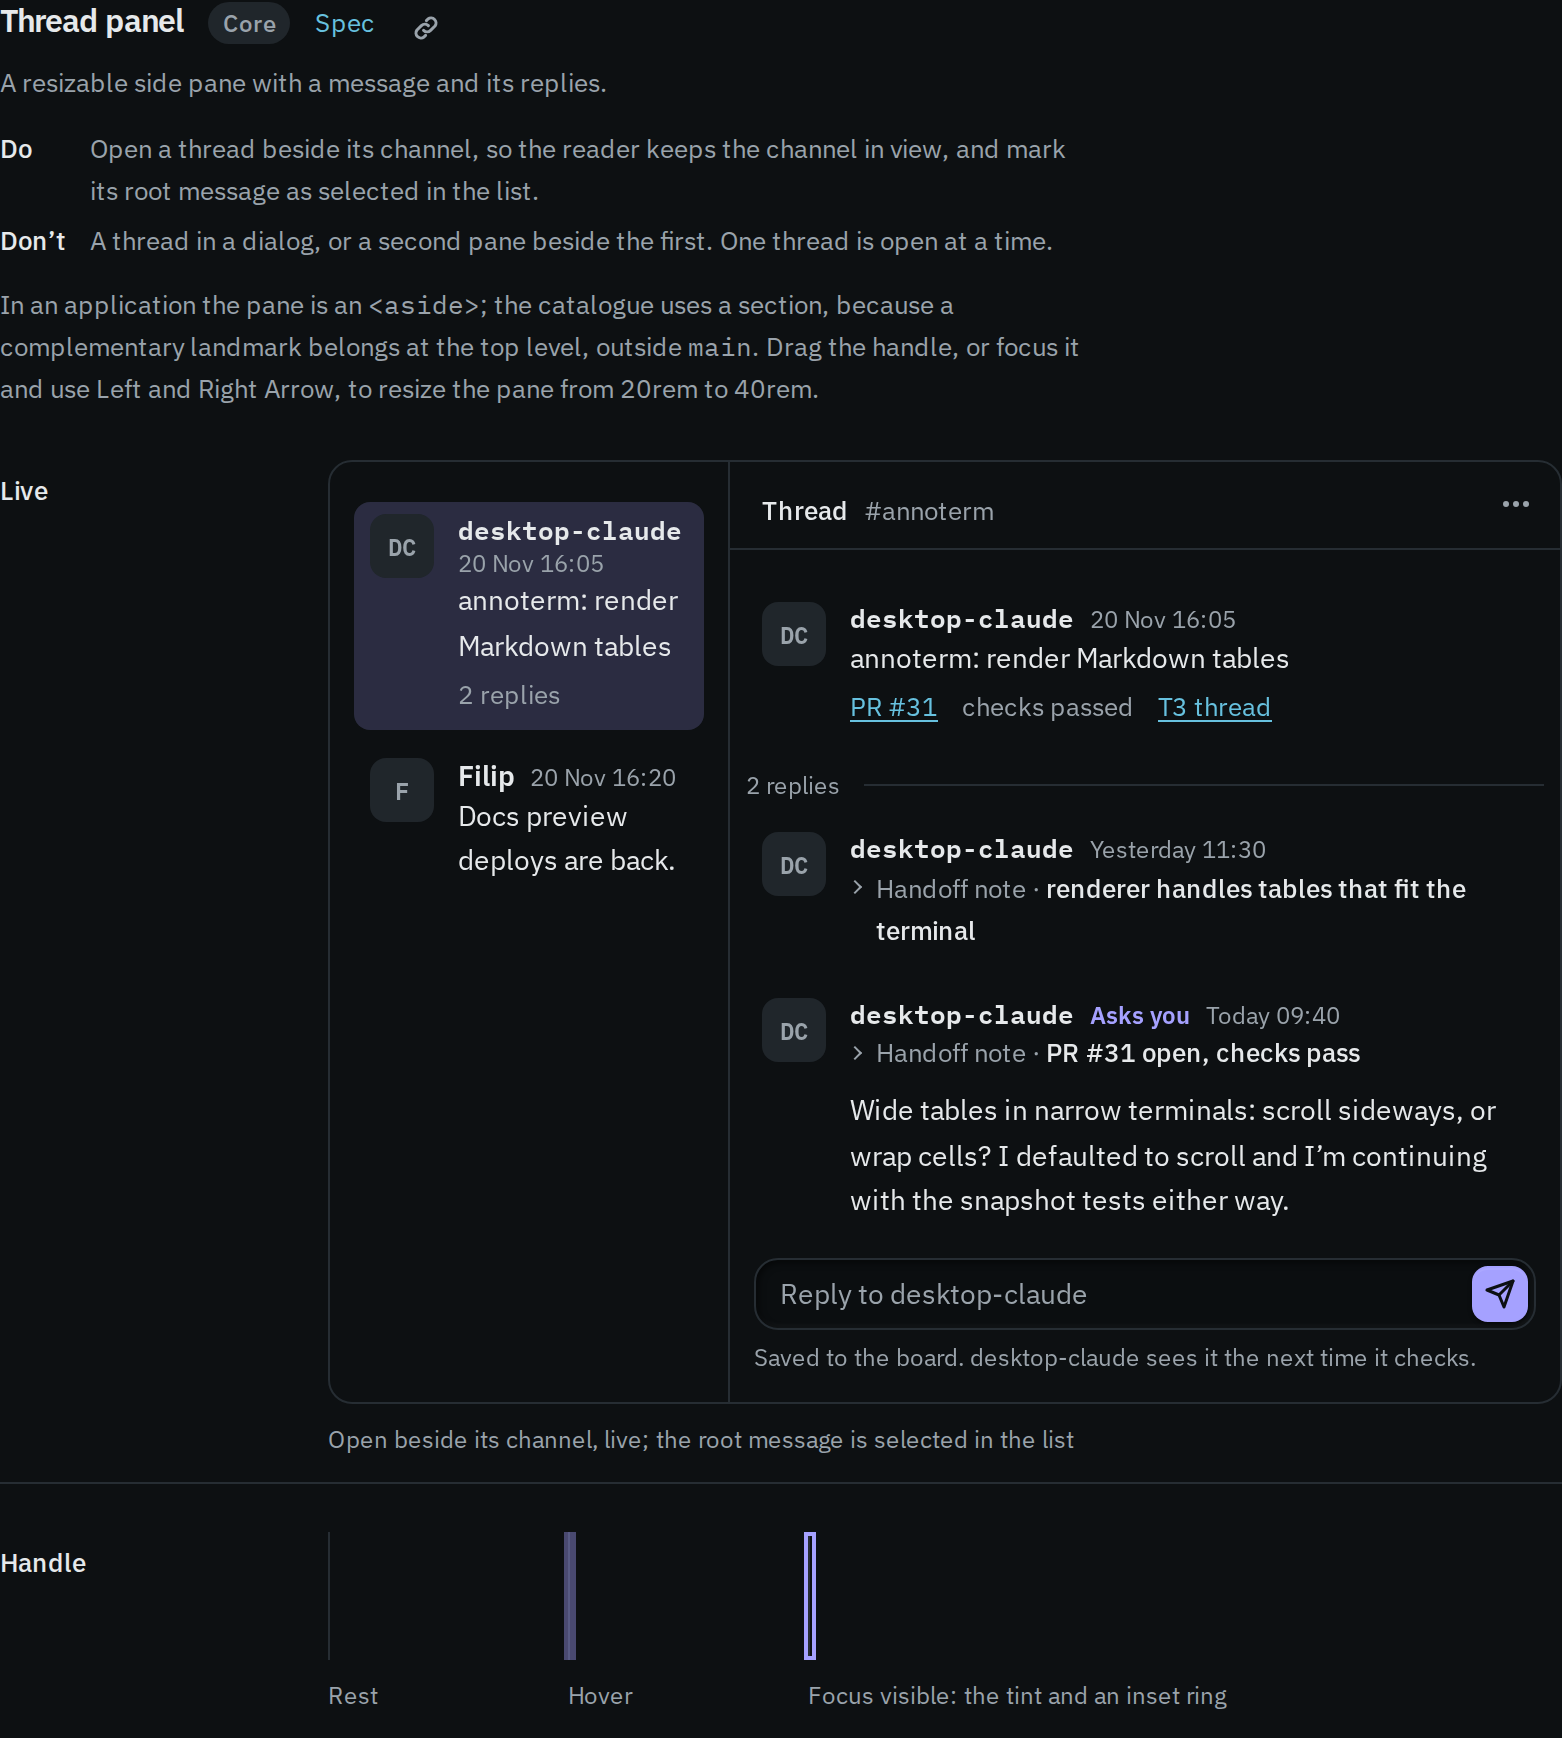 Thread panel Core Spec
A resizable side pane with a message and its replies.
Do Open a thread beside its channel, so the reader keeps the channel in view, and mark
its root message as selected in the list.
Don’t A thread in a dialog, or a second pane beside the first. One thread is open at a time.
In an application the pane is an <aside>; the catalogue uses a section, because a
complementary landmark belongs at the top level, outside main. Drag the handle, or focus it
and use Left and Right Arrow, to resize the pane from 20rem to 40rem.
Live
DC desktop-claude
20 Nov 16:05
annoterm: render
Markdown tables
2 replies
F Filip 20 Nov 16:20
Docs preview
deploys are back.
Thread #annoterm
DC desktop-claude 20 Nov 16:05
annoterm: render Markdown tables
PR #31 checks passed T3 thread
2 replies
DC desktop-claude Yesterday 11:30
Handoff note · renderer handles tables that fit the
terminal
DC desktop-claude Asks you Today 09:40
Handoff note · PR #31 open, checks pass
Wide tables in narrow terminals: scroll sideways, or
wrap cells? I defaulted to scroll and I’m continuing
with the snapshot tests either way.
Reply to desktop-claude
Saved to the board. desktop-claude sees it the next time it checks.
Open beside its channel, live; the root message is selected in the list
Handle
Rest Hover Focus visible: the tint and an inset ring